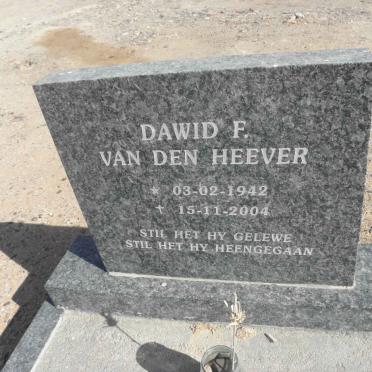 DAWID F.
VAN DEN HEEVER
* 03-02-1942
† 15-11-2004
STIL HET HY GELEWE
STIL HET HY HEENGEGAAN